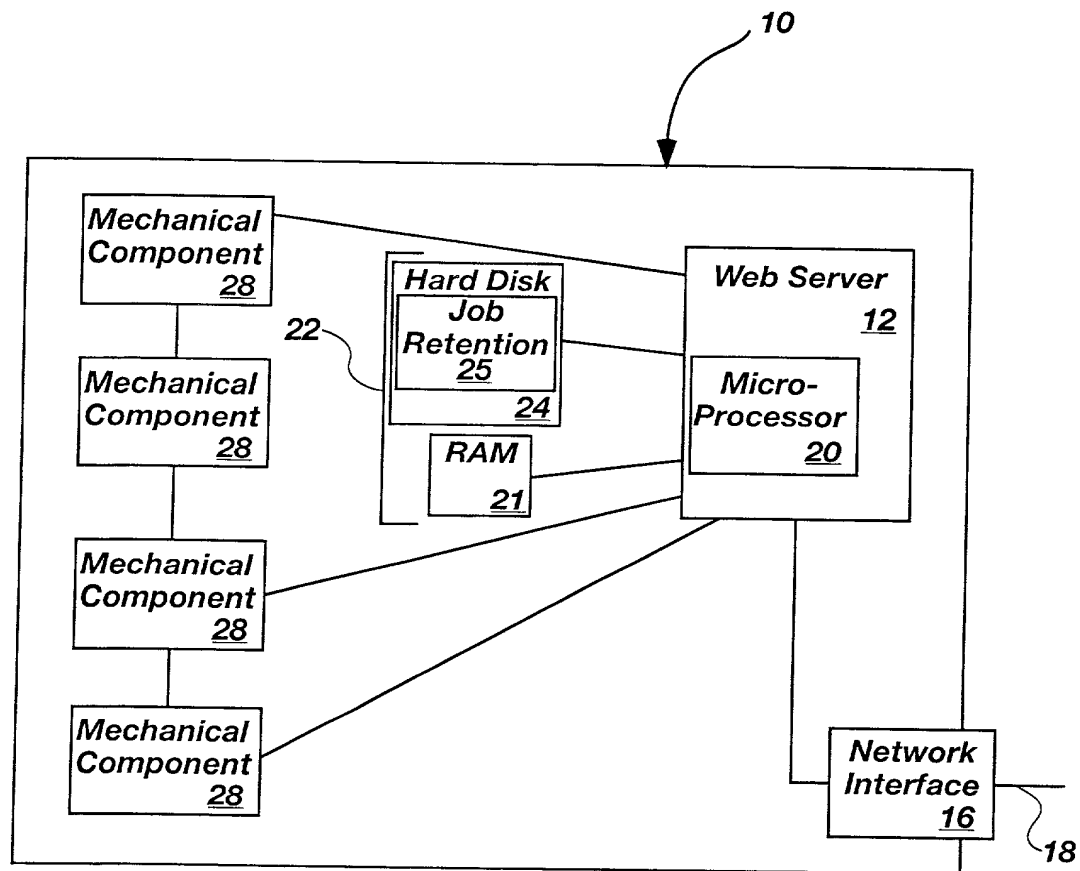 10
Mechanical
Component
28
Hard Disk
Job
Retention
25
24
22
RAM
21
Web Server
12
Micro-
Processor
20
Mechanical
Component
28
Mechanical
Component
28
Mechanical
Component
28
Network
Interface
16
18